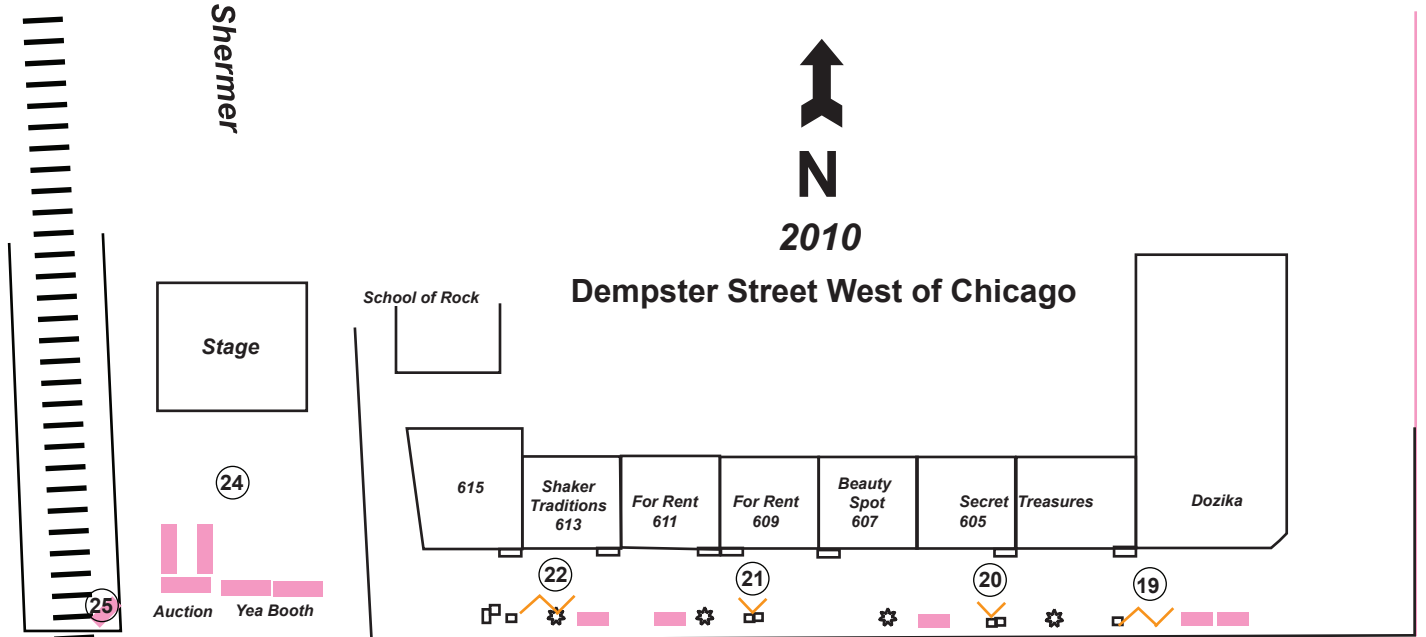 Shermer
N
2010
Dempster Street West of Chicago
School of Rock
Stage
24
615
Shaker
Traditions
613
For Rent
611
For Rent
609
Beauty
Spot
607
Secret Treasures
605
Dozika
22
21
20
19
25
Auction
Yea Booth